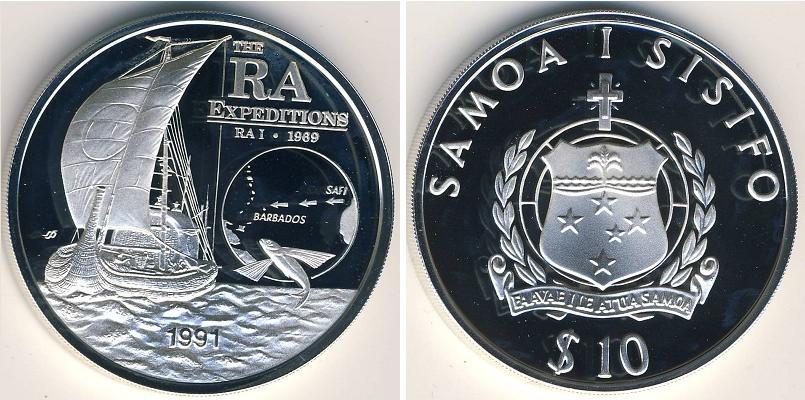 THE
RA
EXPEDITIONS
RA I • 1969
SAFI
BARBADOS
1991
SAMOA I SISIFO
FAAVAE I LE ATUA SAMOA
$ 10